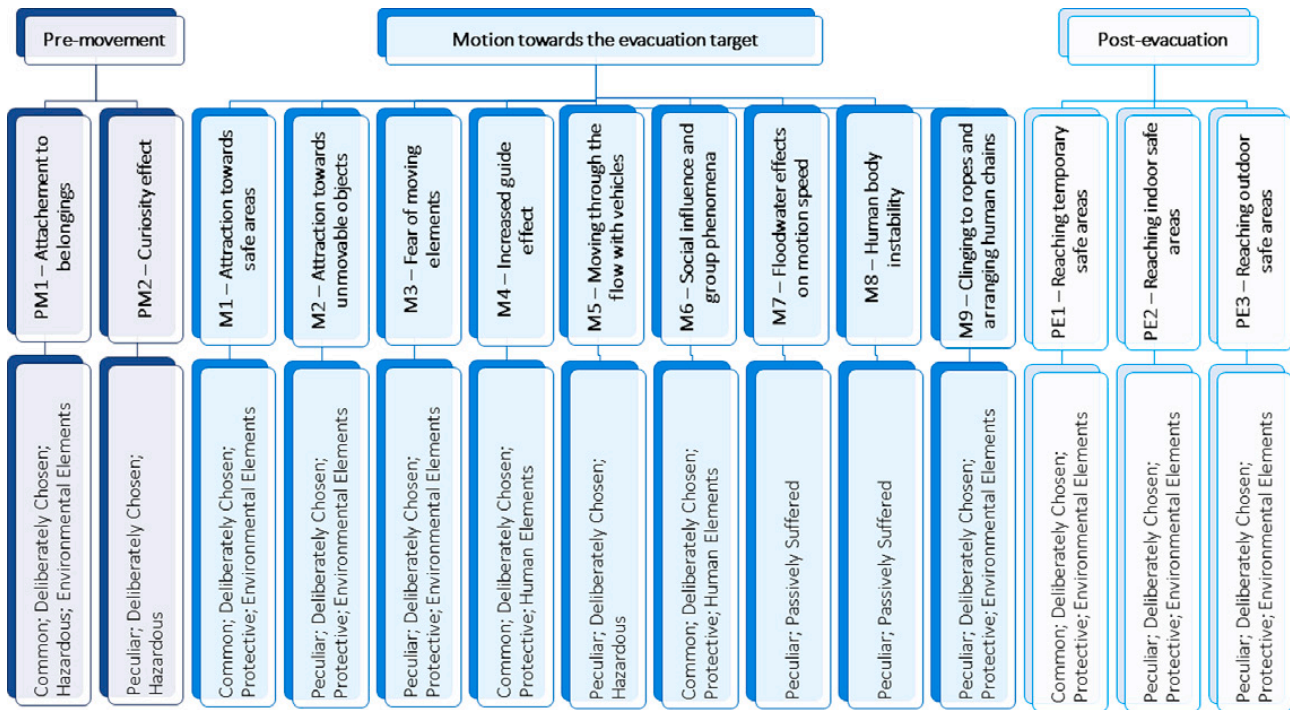 Pre-movement
Motion towards the evacuation target
Post-evacuation
PM1 – Attachement to
belongings
PM2 – Curiosity effect
M1 – Attraction towards
safe areas
M2 – Attraction towards
unmovable objects
M3 – Fear of moving
elements
M4 – Increased guide
effect
M5 – Moving through the
flow with vehicles
M6 – Social influence and
group phenomena
M7 – Floodwater effects
on motion speed
M8 – Human body
instability
M9 – Clinging to ropes and
arranging human chains
PE1 – Reaching temporary
safe areas
PE2 – Reaching indoor safe
areas
PE3 – Reaching outdoor
safe areas
Common; Deliberately Chosen;
Hazardous; Environmental Elements
Peculiar; Deliberately Chosen;
Hazardous
Common; Deliberately Chosen;
Protective; Environmental Elements
Peculiar; Deliberately Chosen;
Protective; Environmental Elements
Peculiar; Deliberately Chosen;
Protective; Environmental Elements
Common; Deliberately Chosen;
Protective; Human Elements
Peculiar; Deliberately Chosen;
Hazardous
Common; Deliberately Chosen;
Protective; Human Elements
Peculiar; Passively Suffered
Peculiar; Passively Suffered
Peculiar; Deliberately Chosen;
Protective; Environmental Elements
Common; Deliberately Chosen;
Protective; Environmental Elements
Peculiar; Deliberately Chosen;
Protective; Environmental Elements
Peculiar; Deliberately Chosen;
Protective; Environmental Elements